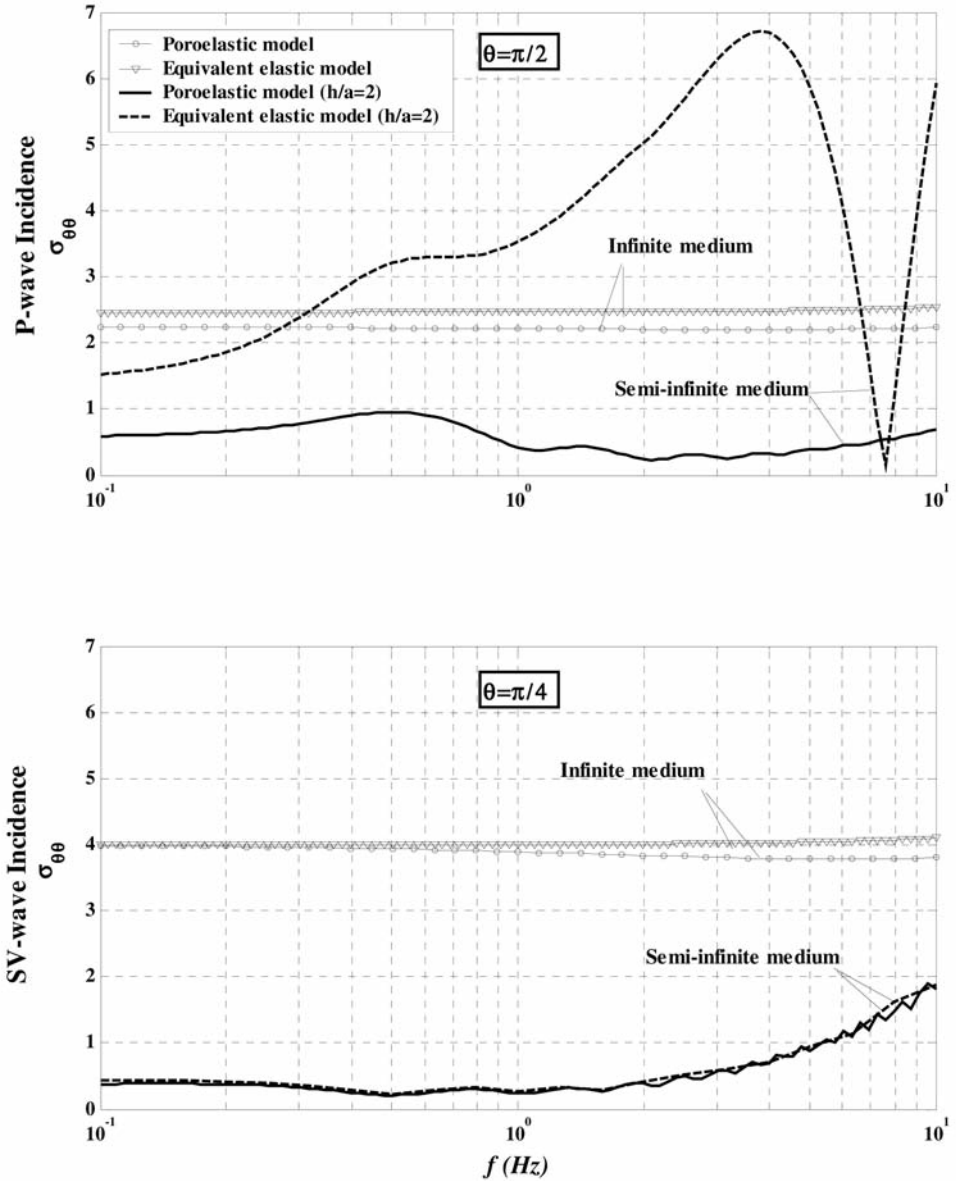 7
6
5
4
3
2
1
0
P-wave Incidence
σθθ
Poroelastic model
Equivalent elastic model
Poroelastic model (h/a=2)
Equivalent elastic model (h/a=2)
θ=π/2
Infinite medium
Semi-infinite medium
10⁻¹
10⁰
10¹
7
6
5
4
3
2
1
0
SV-wave Incidence
σθθ
θ=π/4
Infinite medium
Semi-infinite medium
10⁻¹
10⁰
10¹
f (Hz)